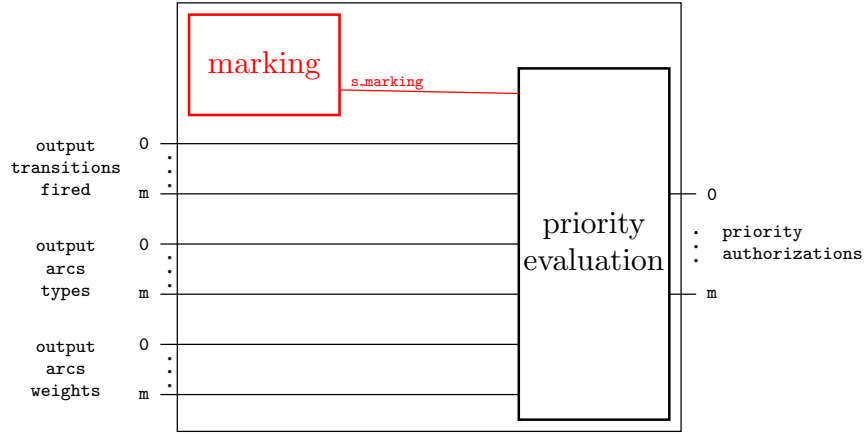 marking
s_marking
output
transitions
fired
0
m
output
arcs
types
0
m
output
arcs
weights
0
m
priority
evaluation
0
m
priority
authorizations